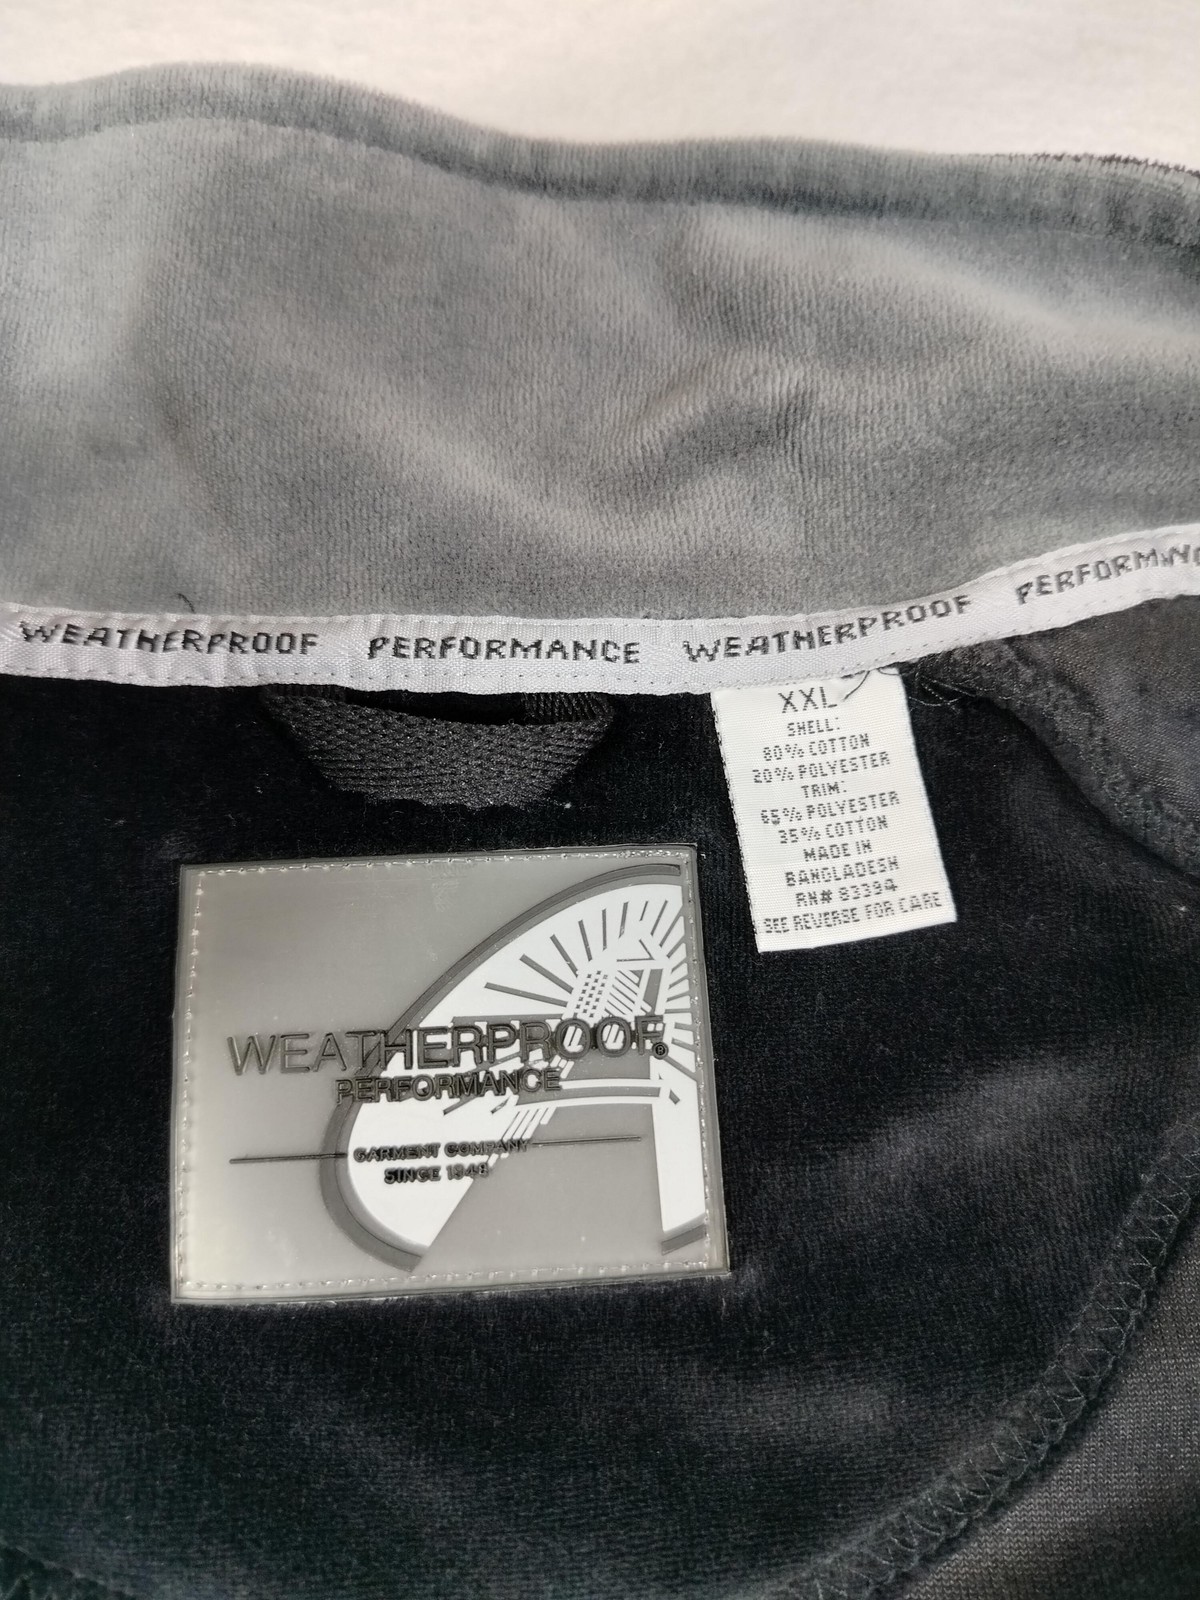 WEATHERPROOF PERFORMANCE WEATHERPROOF PERFORMANC
XXL
SHELL:
80% COTTON
20% POLYESTER
TRIM:
65% POLYESTER
35% COTTON
MADE IN
BANGLADESH
RN# 83394
SEE REVERSE FOR CARE
WEATHERPROOF®
PERFORMANCE
GARMENT COMPANY
SINCE 1948